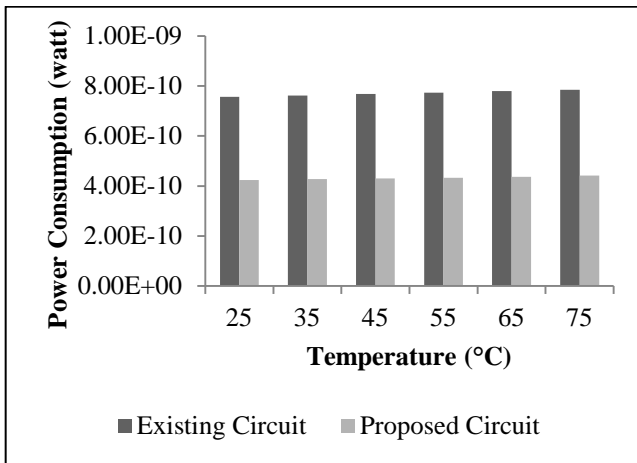 Power Consumption (watt)
1.00E-09
8.00E-10
6.00E-10
4.00E-10
2.00E-10
0.00E+00
25 35 45 55 65 75
Temperature (°C)
Existing Circuit Proposed Circuit